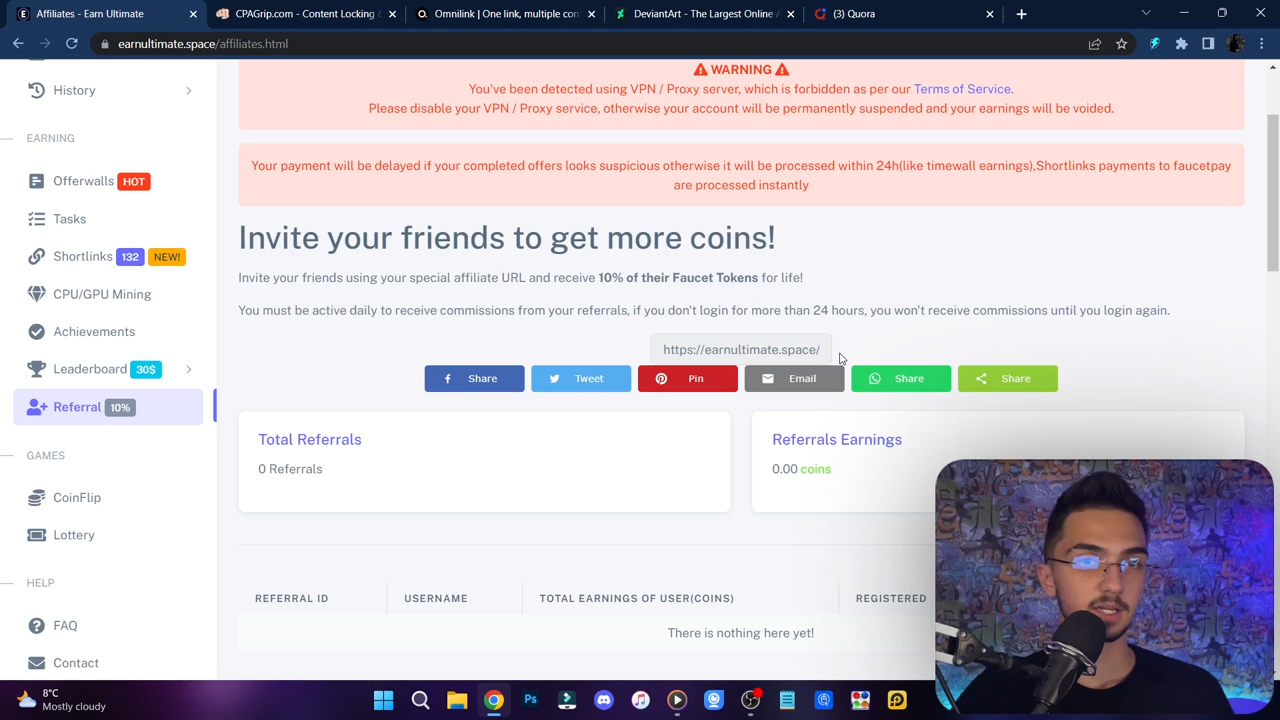 Affiliates - Earn Ultimate
CPAGrip.com - Content Locking &
Omnilink | One link, multiple con
DeviantArt - The Largest Online A
(3) Quora
earnultimate.space/affiliates.html
WARNING
You've been detected using VPN / Proxy server, which is forbidden as per our Terms of Service.
Please disable your VPN / Proxy service, otherwise your account will be permanently suspended and your earnings will be voided.
Your payment will be delayed if your completed offers looks suspicious otherwise it will be processed within 24h(like timewall earnings),Shortlinks payments to faucetpay
are processed instantly
History
EARNING
Offerwalls HOT
Tasks
Shortlinks 132 NEW!
CPU/GPU Mining
Achievements
Leaderboard 30$
Referral 10%
GAMES
CoinFlip
Lottery
HELP
FAQ
Contact
Invite your friends to get more coins!
Invite your friends using your special affiliate URL and receive 10% of their Faucet Tokens for life!
You must be active daily to receive commissions from your referrals, if you don't login for more than 24 hours, you won't receive commissions until you login again.
https://earnultimate.space/
Share
Tweet
Pin
Email
Share
Share
Total Referrals
0 Referrals
Referrals Earnings
0.00 coins
REFERRAL ID
USERNAME
TOTAL EARNINGS OF USER(COINS)
REGISTERED
There is nothing here yet!
8°C
Mostly cloudy
Ps